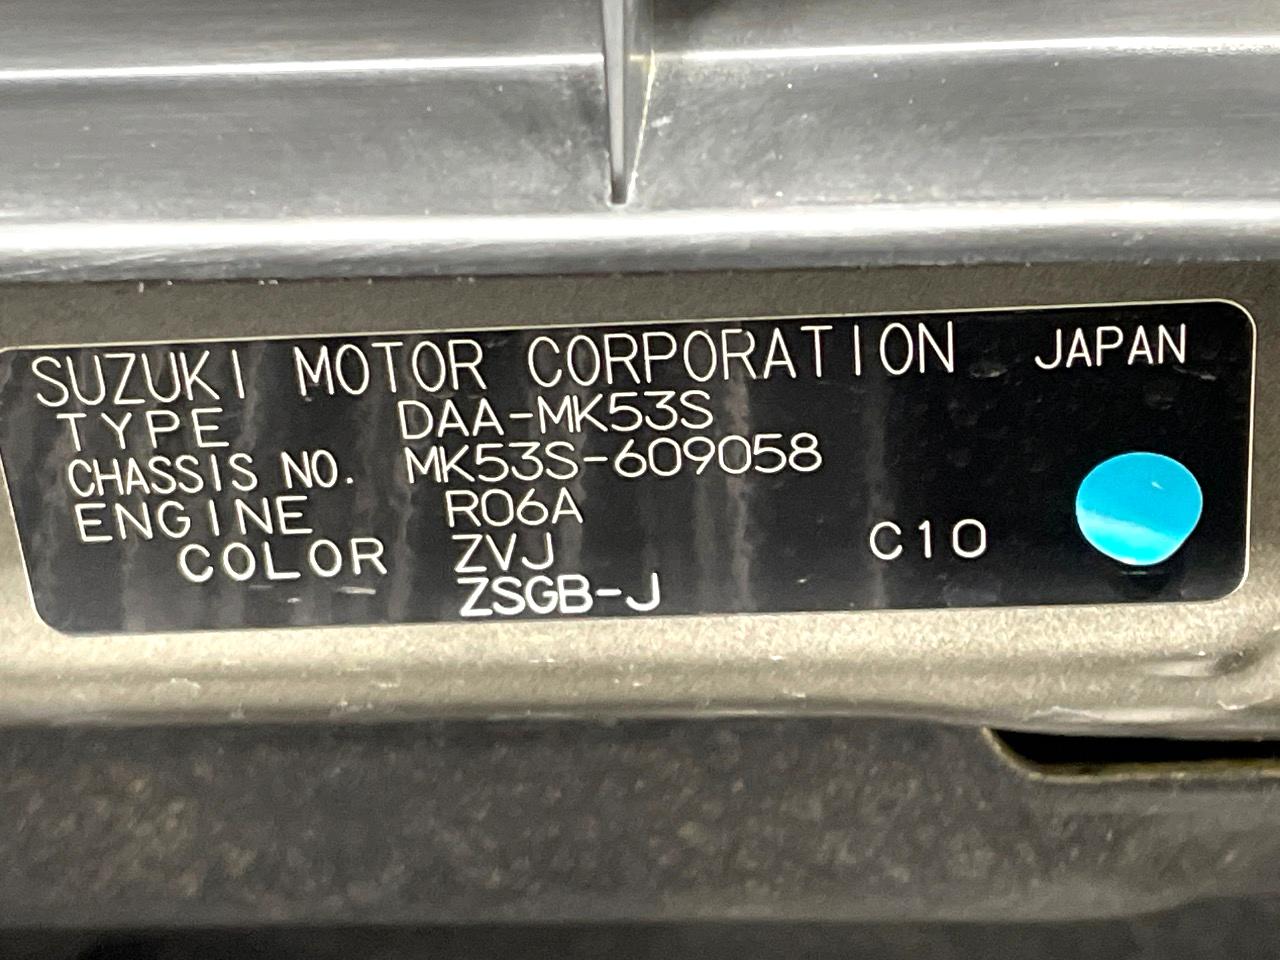 SUZUKI MOTOR CORPORATION JAPAN
TYPE DAA-MK53S
CHASSIS NO. MK53S-609058
ENGINE R06A
COLOR ZVJ C10
ZSGB-J